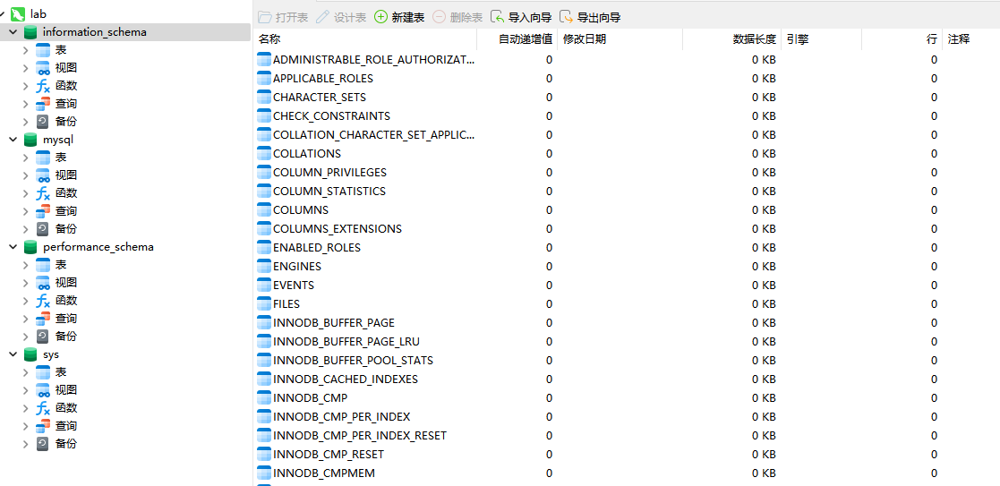 lab
information_schema
表
视图
函数
查询
备份
mysql
表
视图
函数
查询
备份
performance_schema
表
视图
函数
查询
备份
sys
表
视图
函数
查询
备份
打开表 设计表 新建表 删除表 导入向导 导出向导
名称 自动递增值 修改日期 数据长度 引擎 行 注释
ADMINISTRABLE_ROLE_AUTHORIZAT... 0 0 KB 0
APPLICABLE_ROLES 0 0 KB 0
CHARACTER_SETS 0 0 KB 0
CHECK_CONSTRAINTS 0 0 KB 0
COLLATION_CHARACTER_SET_APPLIC... 0 0 KB 0
COLLATIONS 0 0 KB 0
COLUMN_PRIVILEGES 0 0 KB 0
COLUMN_STATISTICS 0 0 KB 0
COLUMNS 0 0 KB 0
COLUMNS_EXTENSIONS 0 0 KB 0
ENABLED_ROLES 0 0 KB 0
ENGINES 0 0 KB 0
EVENTS 0 0 KB 0
FILES 0 0 KB 0
INNODB_BUFFER_PAGE 0 0 KB 0
INNODB_BUFFER_PAGE_LRU 0 0 KB 0
INNODB_BUFFER_POOL_STATS 0 0 KB 0
INNODB_CACHED_INDEXES 0 0 KB 0
INNODB_CMP 0 0 KB 0
INNODB_CMP_PER_INDEX 0 0 KB 0
INNODB_CMP_PER_INDEX_RESET 0 0 KB 0
INNODB_CMP_RESET 0 0 KB 0
INNODB_CMPMEM 0 0 KB 0